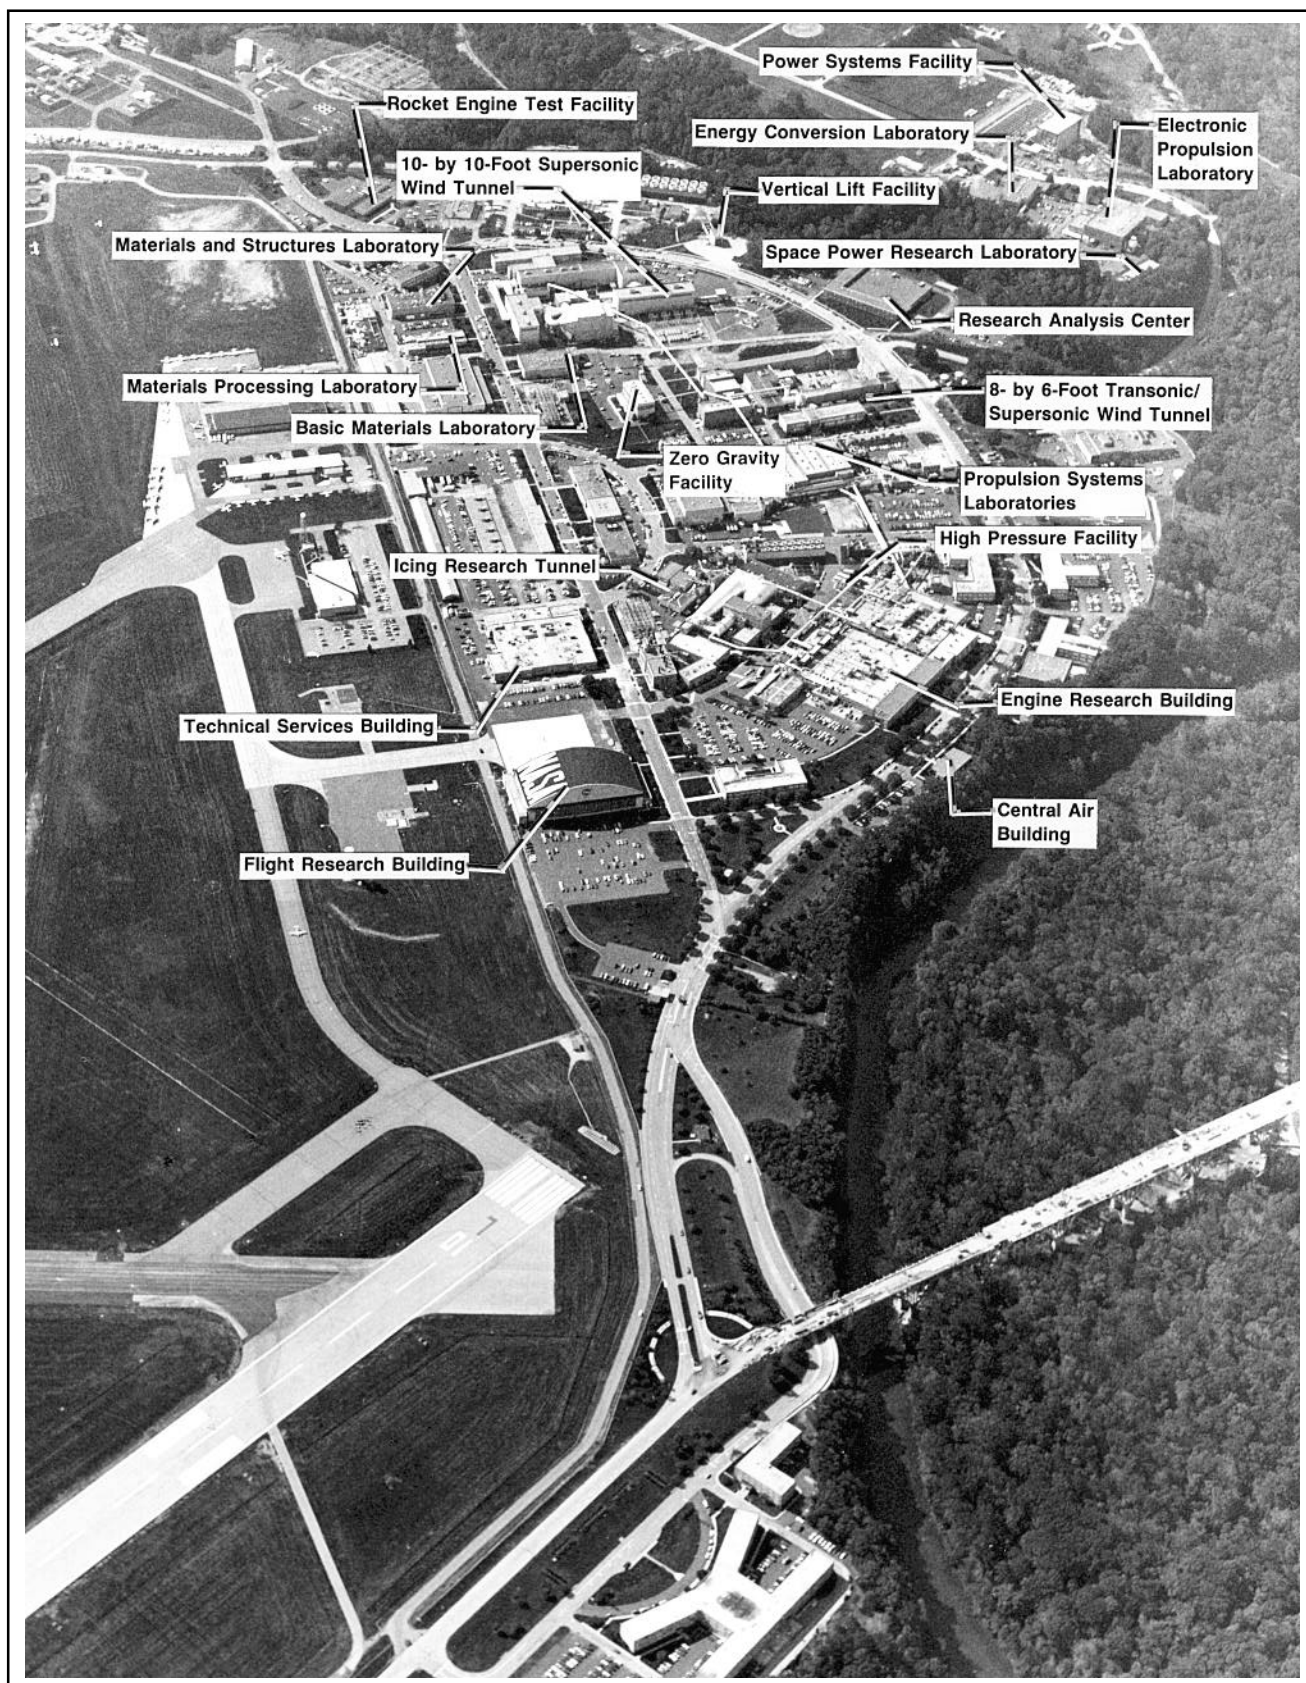 Power Systems Facility
Rocket Engine Test Facility
Energy Conversion Laboratory
Electronic
Propulsion
Laboratory
10- by 10-Foot Supersonic
Wind Tunnel
Vertical Lift Facility
Materials and Structures Laboratory
Space Power Research Laboratory
Research Analysis Center
Materials Processing Laboratory
8- by 6-Foot Transonic/
Supersonic Wind Tunnel
Basic Materials Laboratory
Zero Gravity
Facility
Propulsion Systems
Laboratories
High Pressure Facility
Icing Research Tunnel
Engine Research Building
Technical Services Building
Central Air
Building
Flight Research Building